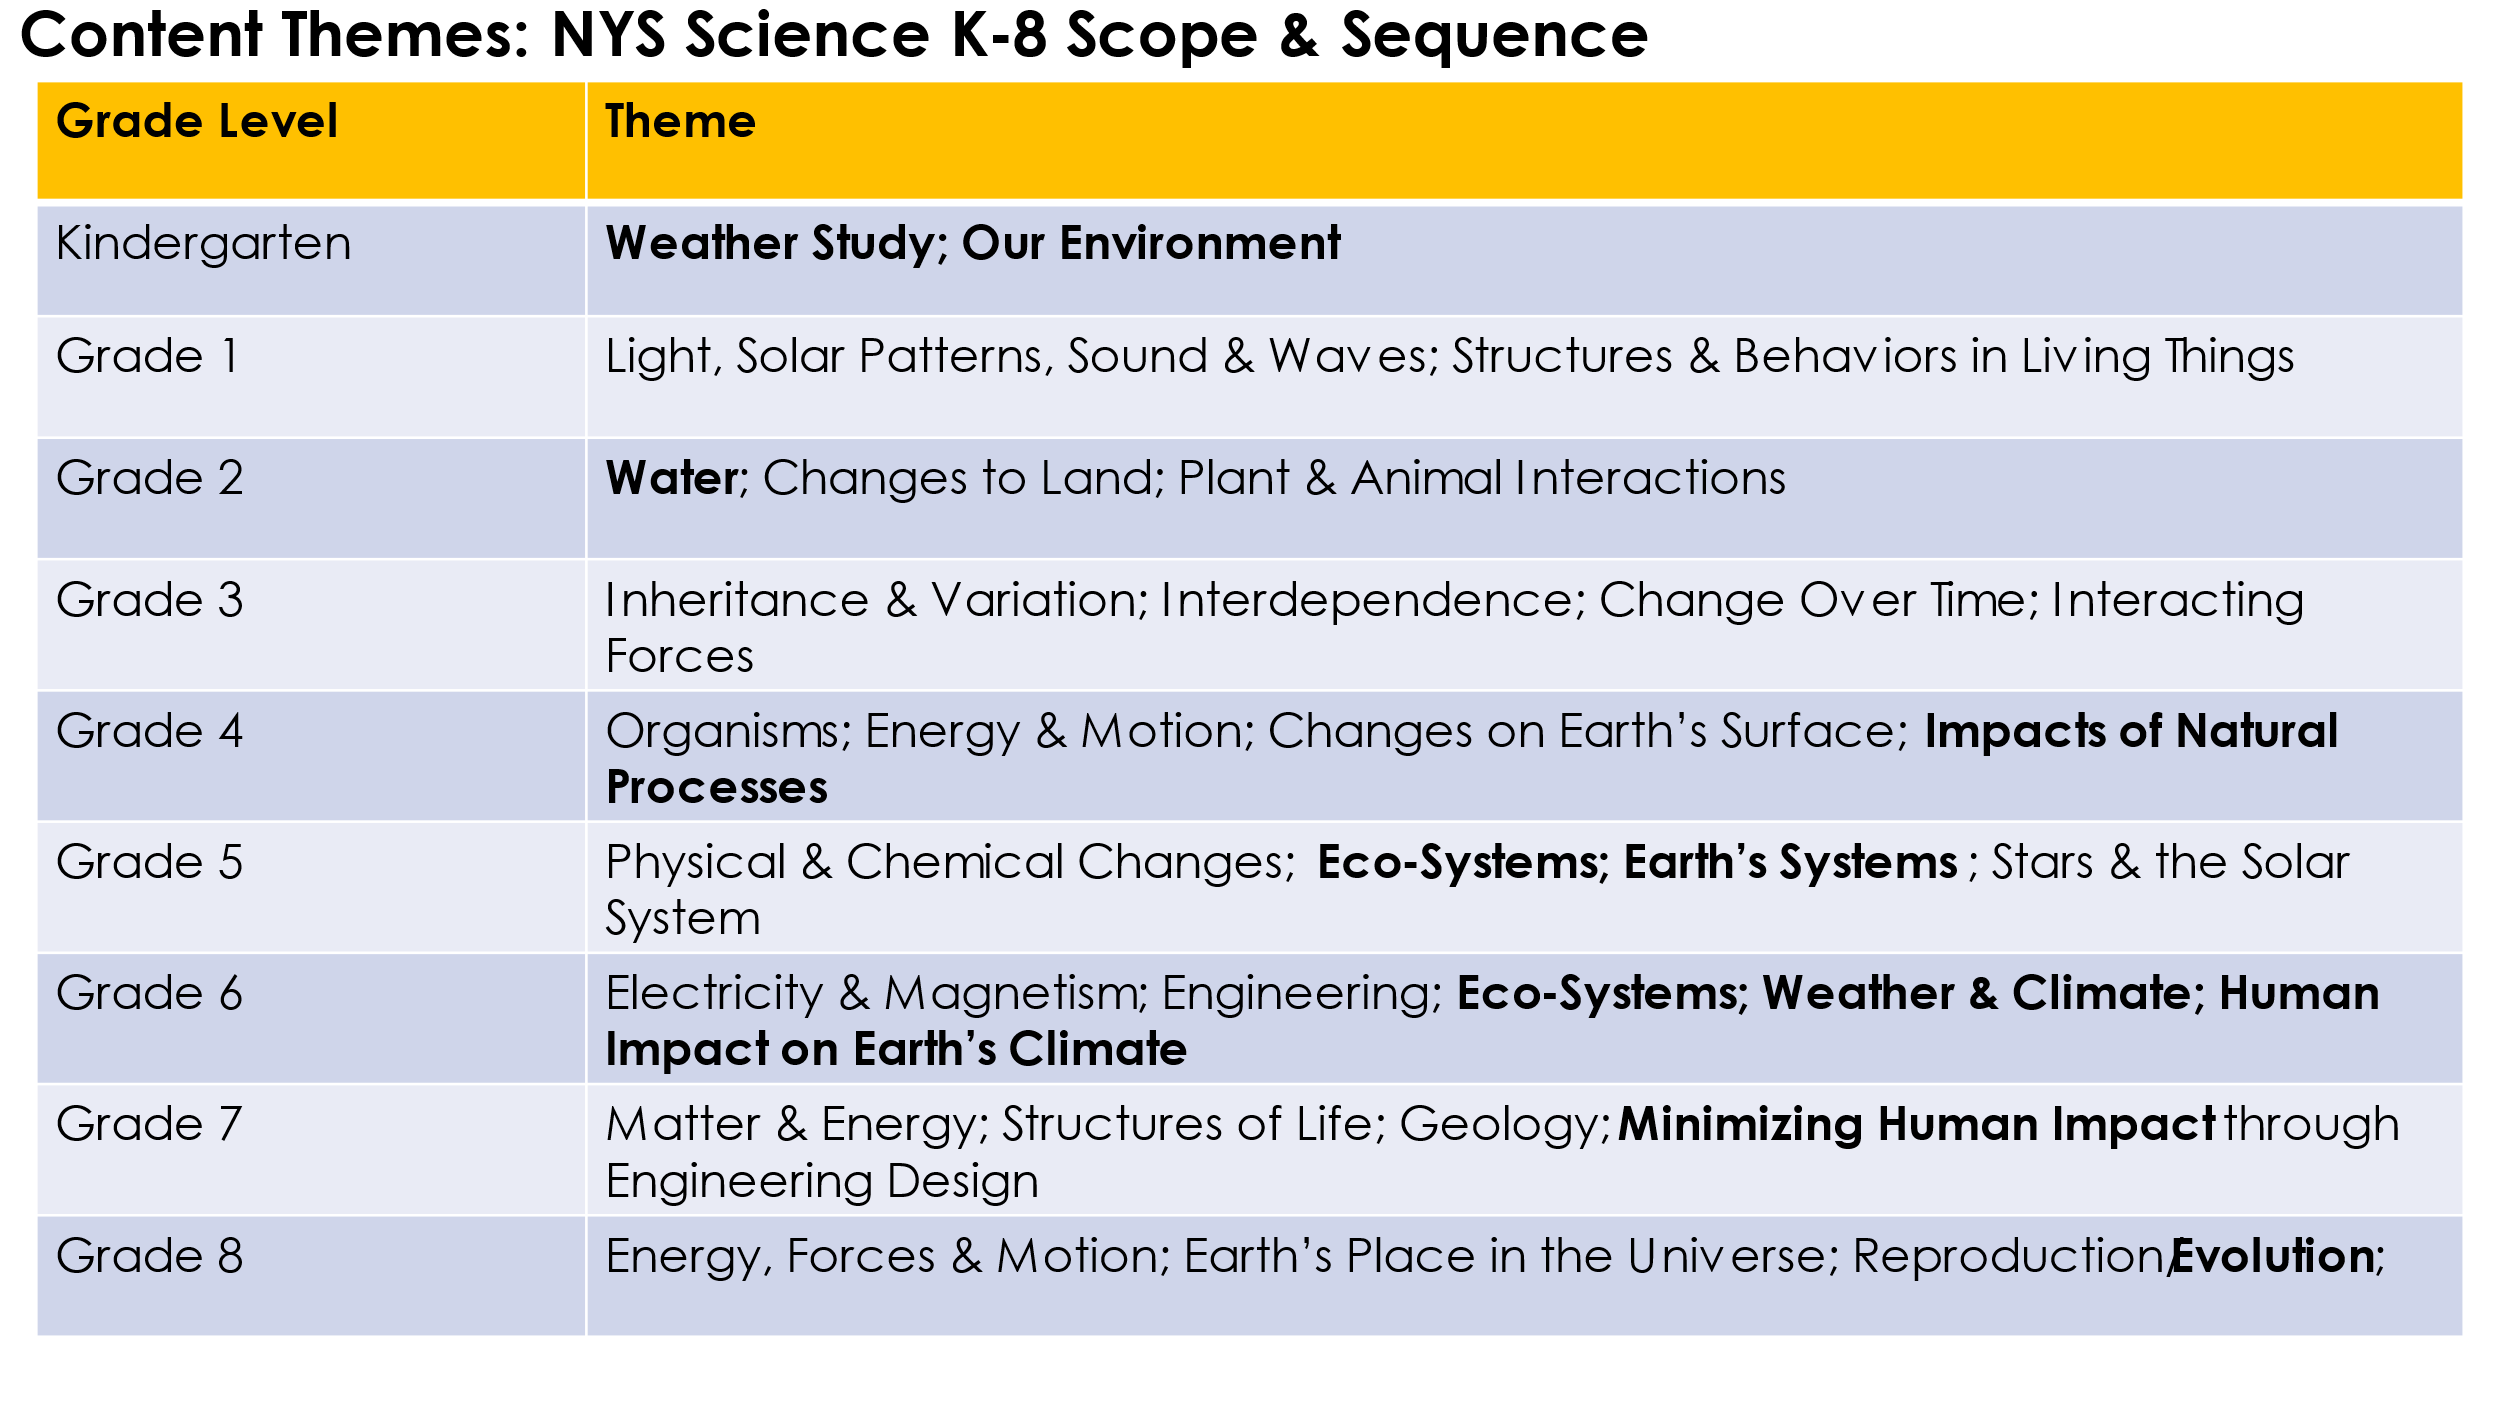 Content Themes: NYS Science K-8 Scope & Sequence
Grade Level
Theme
Kindergarten
Weather Study; Our Environment
Grade 1
Light, Solar Patterns, Sound & Waves; Structures & Behaviors in Living Things
Grade 2
Water; Changes to Land; Plant & Animal Interactions
Grade 3
Inheritance & Variation; Interdependence; Change Over Time; Interacting
Forces
Grade 4
Organisms; Energy & Motion; Changes on Earth’s Surface; Impacts of Natural
Processes
Grade 5
Physical & Chemical Changes; Eco-Systems; Earth’s Systems ; Stars & the Solar
System
Grade 6
Electricity & Magnetism; Engineering; Eco-Systems; Weather & Climate; Human
Impact on Earth’s Climate
Grade 7
Matter & Energy; Structures of Life; Geology; Minimizing Human Impact through
Engineering Design
Grade 8
Energy, Forces & Motion; Earth’s Place in the Universe; Reproduction/Evolution;